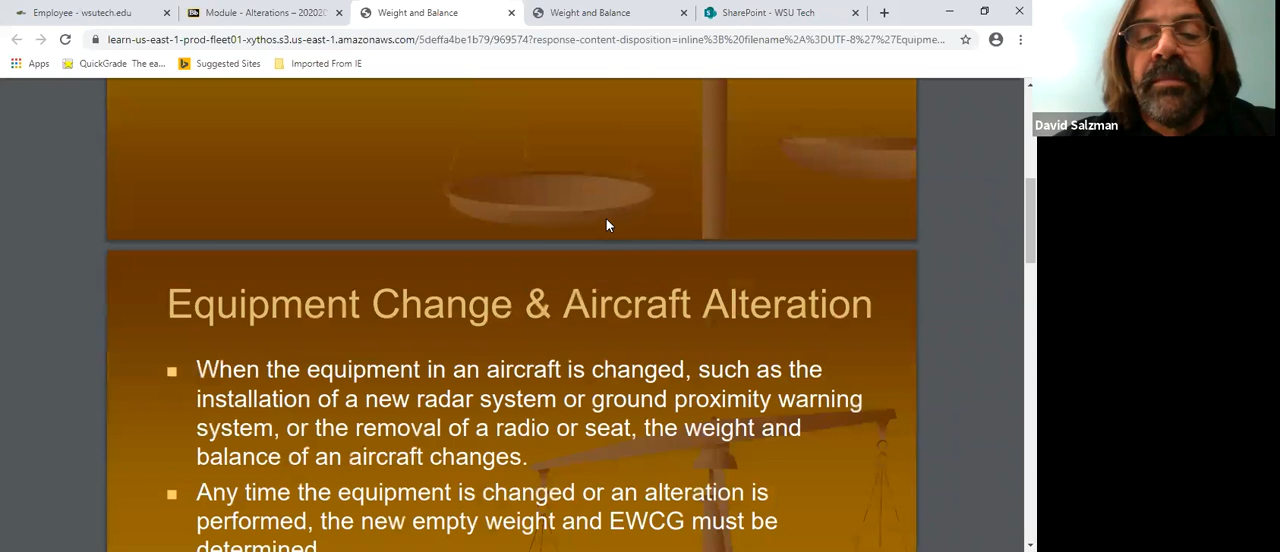 Employee - wsutech.edu
Module - Alterations – 20202
Weight and Balance
Weight and Balance
SharePoint - WSU Tech
learn-us-east-1-prod-fleet01-xythos.s3.us-east-1.amazonaws.com/5deffa4be1b79/969574?response-content-disposition=inline%3B%20filename%2A%3DUTF-8%27%27Equipme...
Apps
QuickGrade The ea...
Suggested Sites
Imported From IE
David Salzman
Equipment Change & Aircraft Alteration
When the equipment in an aircraft is changed, such as the
installation of a new radar system or ground proximity warning
system, or the removal of a radio or seat, the weight and
balance of an aircraft changes.
Any time the equipment is changed or an alteration is
performed, the new empty weight and EWCG must be
determined